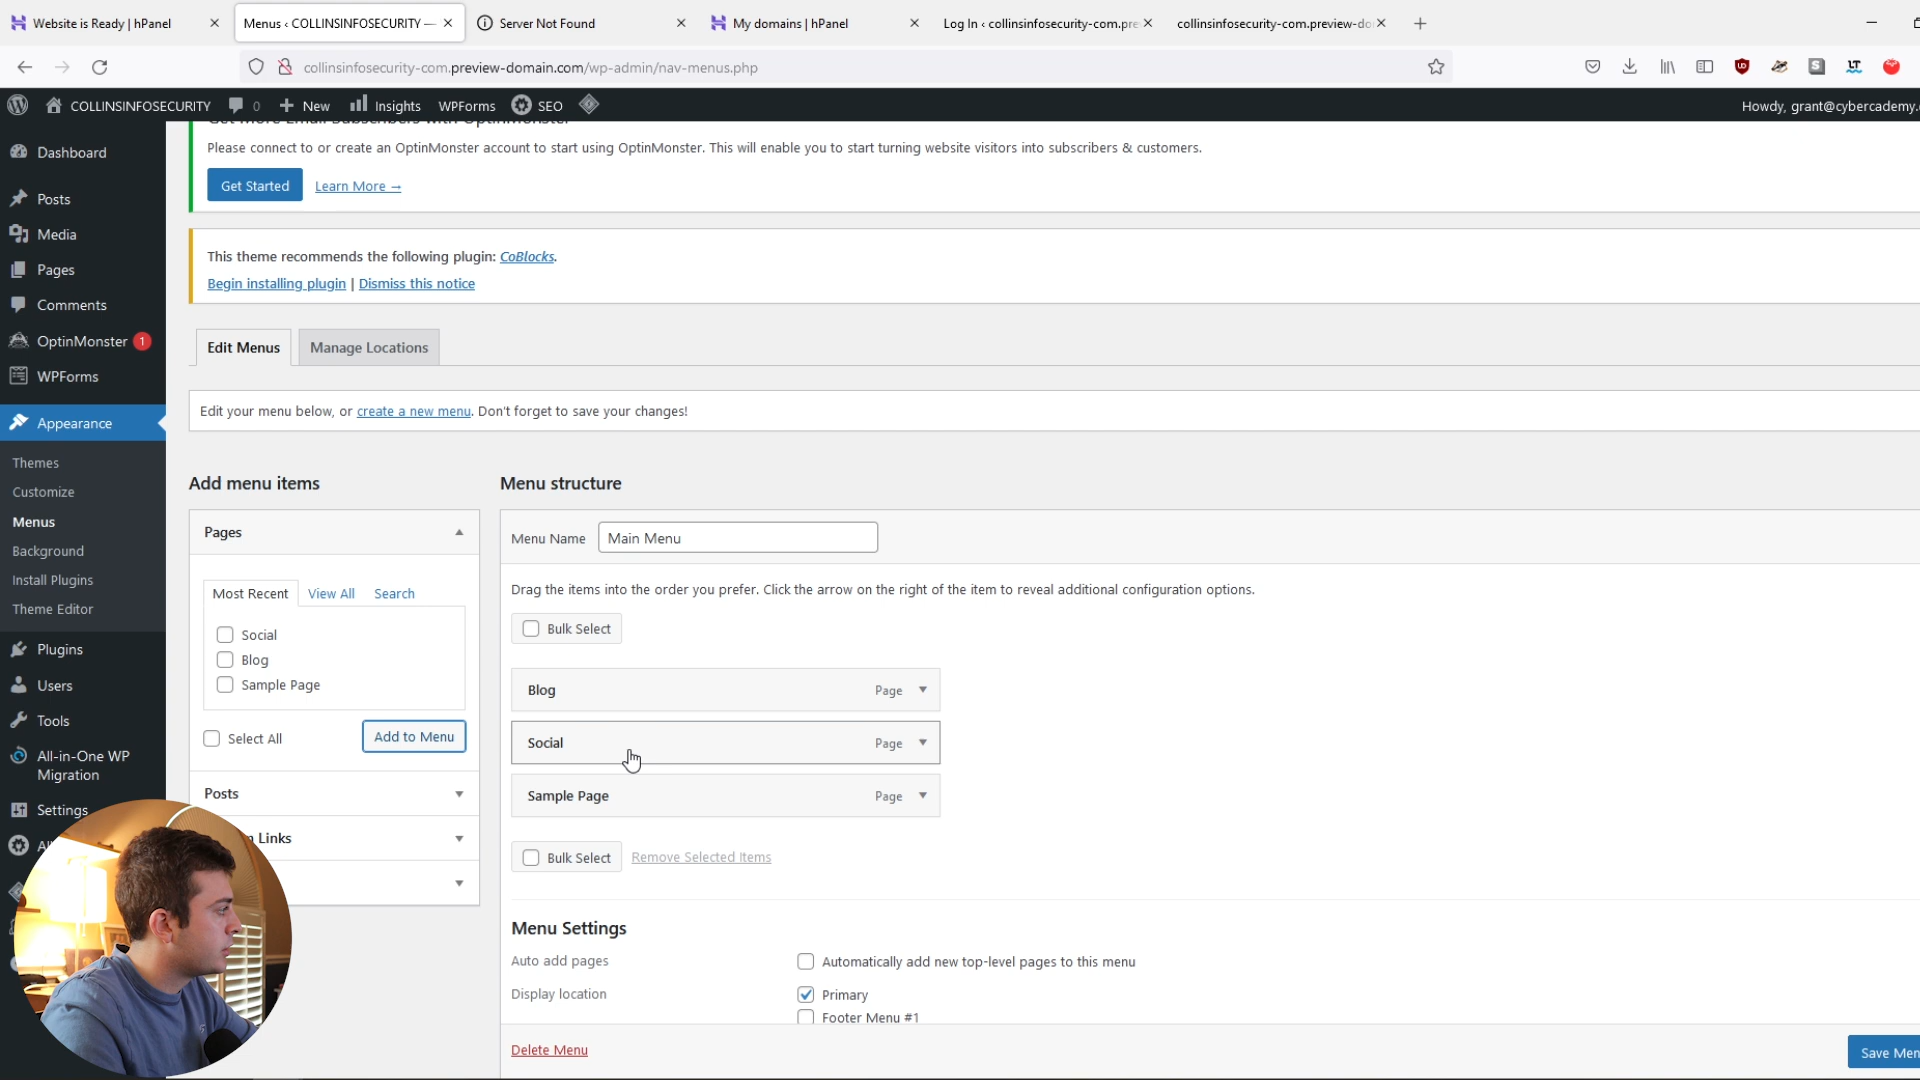 Website is Ready | hPanel
Menus ‹ COLLINSINFOSECURITY —
Server Not Found
My domains | hPanel
Log In ‹ collinsinfosecurity-com.pre
collinsinfosecurity-com.preview-do
collinsinfosecurity-com.preview-domain.com/wp-admin/nav-menus.php
COLLINSINFOSECURITY
0
New
Insights
WPForms
SEO
Howdy, grant@cybercademy.
Get More Email Subscribers with OptinMonster
Please connect to or create an OptinMonster account to start using OptinMonster. This will enable you to start turning website visitors into subscribers & customers.
Get Started
Learn More →
This theme recommends the following plugin: CoBlocks.
Begin installing plugin | Dismiss this notice
Dashboard
Posts
Media
Pages
Comments
OptinMonster 1
WPForms
Appearance
Themes
Customize
Menus
Background
Install Plugins
Theme Editor
Plugins
Users
Tools
All-in-One WP
Migration
Settings
Edit Menus
Manage Locations
Edit your menu below, or create a new menu. Don't forget to save your changes!
Add menu items
Pages
Most Recent
View All
Search
Social
Blog
Sample Page
Select All
Add to Menu
Posts
Links
Menu structure
Menu Name
Main Menu
Drag the items into the order you prefer. Click the arrow on the right of the item to reveal additional configuration options.
Bulk Select
Blog Page
Social Page
Sample Page Page
Bulk Select
Remove Selected Items
Menu Settings
Auto add pages
Automatically add new top-level pages to this menu
Display location
Primary
Footer Menu #1
Delete Menu
Save Men